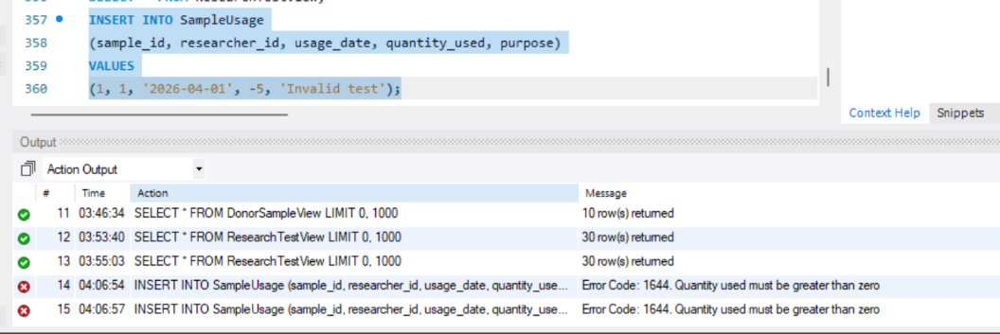 357 INSERT INTO SampleUsage
358 (sample_id, researcher_id, usage_date, quantity_used, purpose)
359 VALUES
360 (1, 1, '2026-04-01', -5, 'Invalid test');
Context Help Snippets
Output
Action Output
# Time Action Message
11 03:46:34 SELECT * FROM DonorSampleView LIMIT 0, 1000 10 row(s) returned
12 03:53:40 SELECT * FROM ResearchTestView LIMIT 0, 1000 30 row(s) returned
13 03:55:03 SELECT * FROM ResearchTestView LIMIT 0, 1000 30 row(s) returned
14 04:06:54 INSERT INTO SampleUsage (sample_id, researcher_id, usage_date, quantity_use... Error Code: 1644. Quantity used must be greater than zero
15 04:06:57 INSERT INTO SampleUsage (sample_id, researcher_id, usage_date, quantity_use... Error Code: 1644. Quantity used must be greater than zero